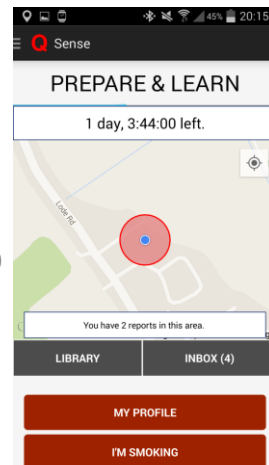 45% 20:15
Q Sense
PREPARE & LEARN
1 day, 3:44:00 left.
Lode Rd
You have 2 reports in this area.
LIBRARY INBOX (4)
MY PROFILE
I'M SMOKING